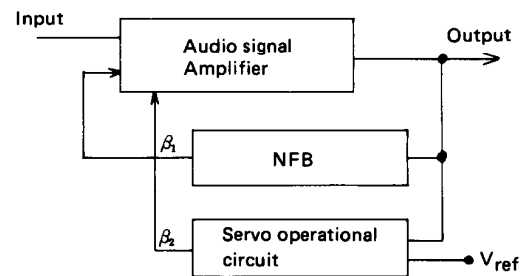 Input
Audio signal
Amplifier
Output
β₁
NFB
β₂
Servo operational
circuit
Vref